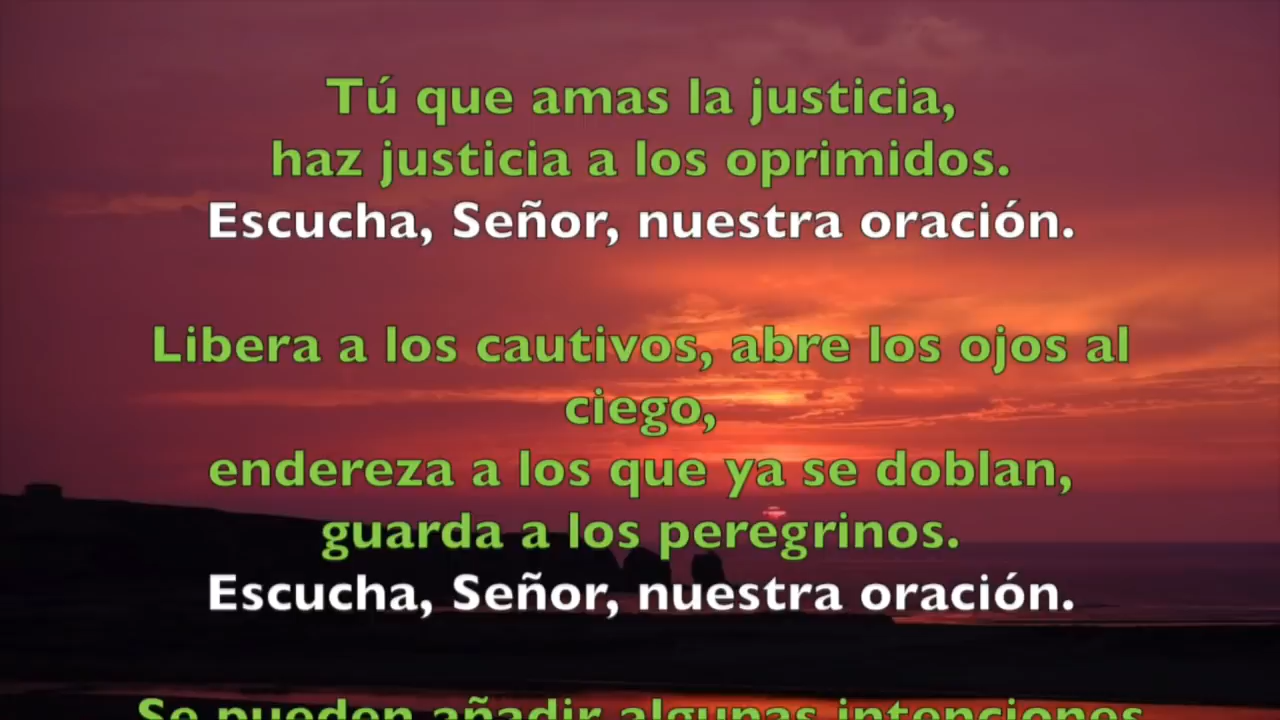 Tú que amas la justicia,
haz justicia a los oprimidos.
Escucha, Señor, nuestra oración.
Libera a los cautivos, abre los ojos al
ciego,
endereza a los que ya se doblan,
guarda a los peregrinos.
Escucha, Señor, nuestra oración.
Se pueden añadir algunas intenciones